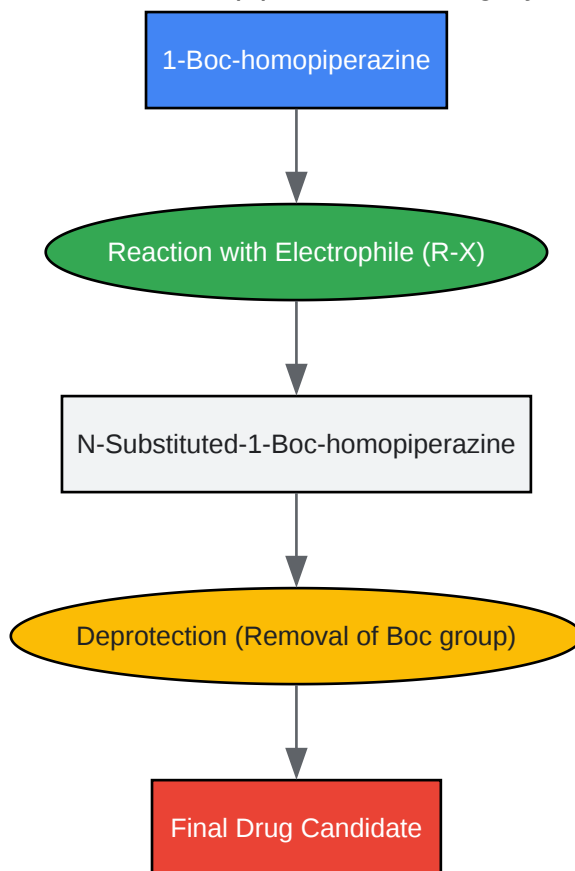 1-Boc-homopiperazine
Reaction with Electrophile (R-X)
N-Substituted-1-Boc-homopiperazine
Deprotection (Removal of Boc group)
Final Drug Candidate